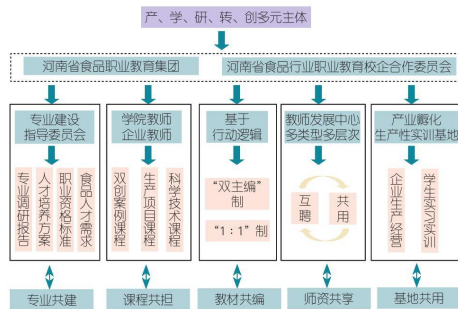 产、学、研、转、创多元主体
河南省食品职业教育集团
河南省食品行业职业教育校企合作委员会
专业建设
指导委员会
专业调研报告
人才培养方案
职业资格标准
食品人才需求
学院教师
企业教师
双创案例课程
生产项目课程
科学技术课程
基于
行动逻辑
“双主编”
制
“1：1”制
教师发展中心
多类型多层次
互聘
共用
产业孵化
生产性实训基地
企业生产经营
学生实习实训
专业共建
课程共担
教材共编
师资共享
基地共用